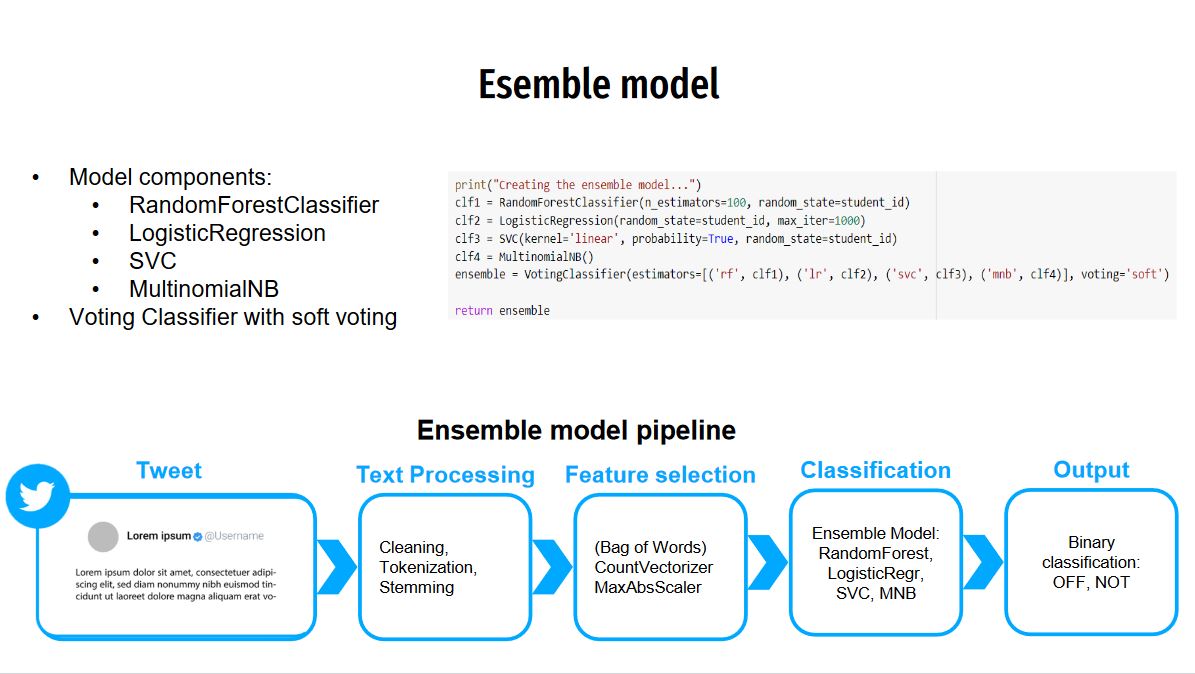 Esemble model
• Model components:
• RandomForestClassifier
• LogisticRegression
• SVC
• MultinomialNB
• Voting Classifier with soft voting
print("Creating the ensemble model...")
clf1 = RandomForestClassifier(n_estimators=100, random_state=student_id)
clf2 = LogisticRegression(random_state=student_id, max_iter=1000)
clf3 = SVC(kernel='linear', probability=True, random_state=student_id)
clf4 = MultinomialNB()
ensemble = VotingClassifier(estimators=[('rf', clf1), ('lr', clf2), ('svc', clf3), ('mnb', clf4)], voting='soft')
return ensemble
Ensemble model pipeline
Tweet
Lorem ipsum @Username
Lorem ipsum dolor sit amet, consectetuer adipi-
scing elit, sed diam nonummy nibh euismod tin-
cidunt ut laoreet dolore magna aliquam erat vo-
Text Processing
Cleaning,
Tokenization,
Stemming
Feature selection
(Bag of Words)
CountVectorizer
MaxAbsScaler
Classification
Ensemble Model:
RandomForest,
LogisticRegr,
SVC, MNB
Output
Binary
classification:
OFF, NOT